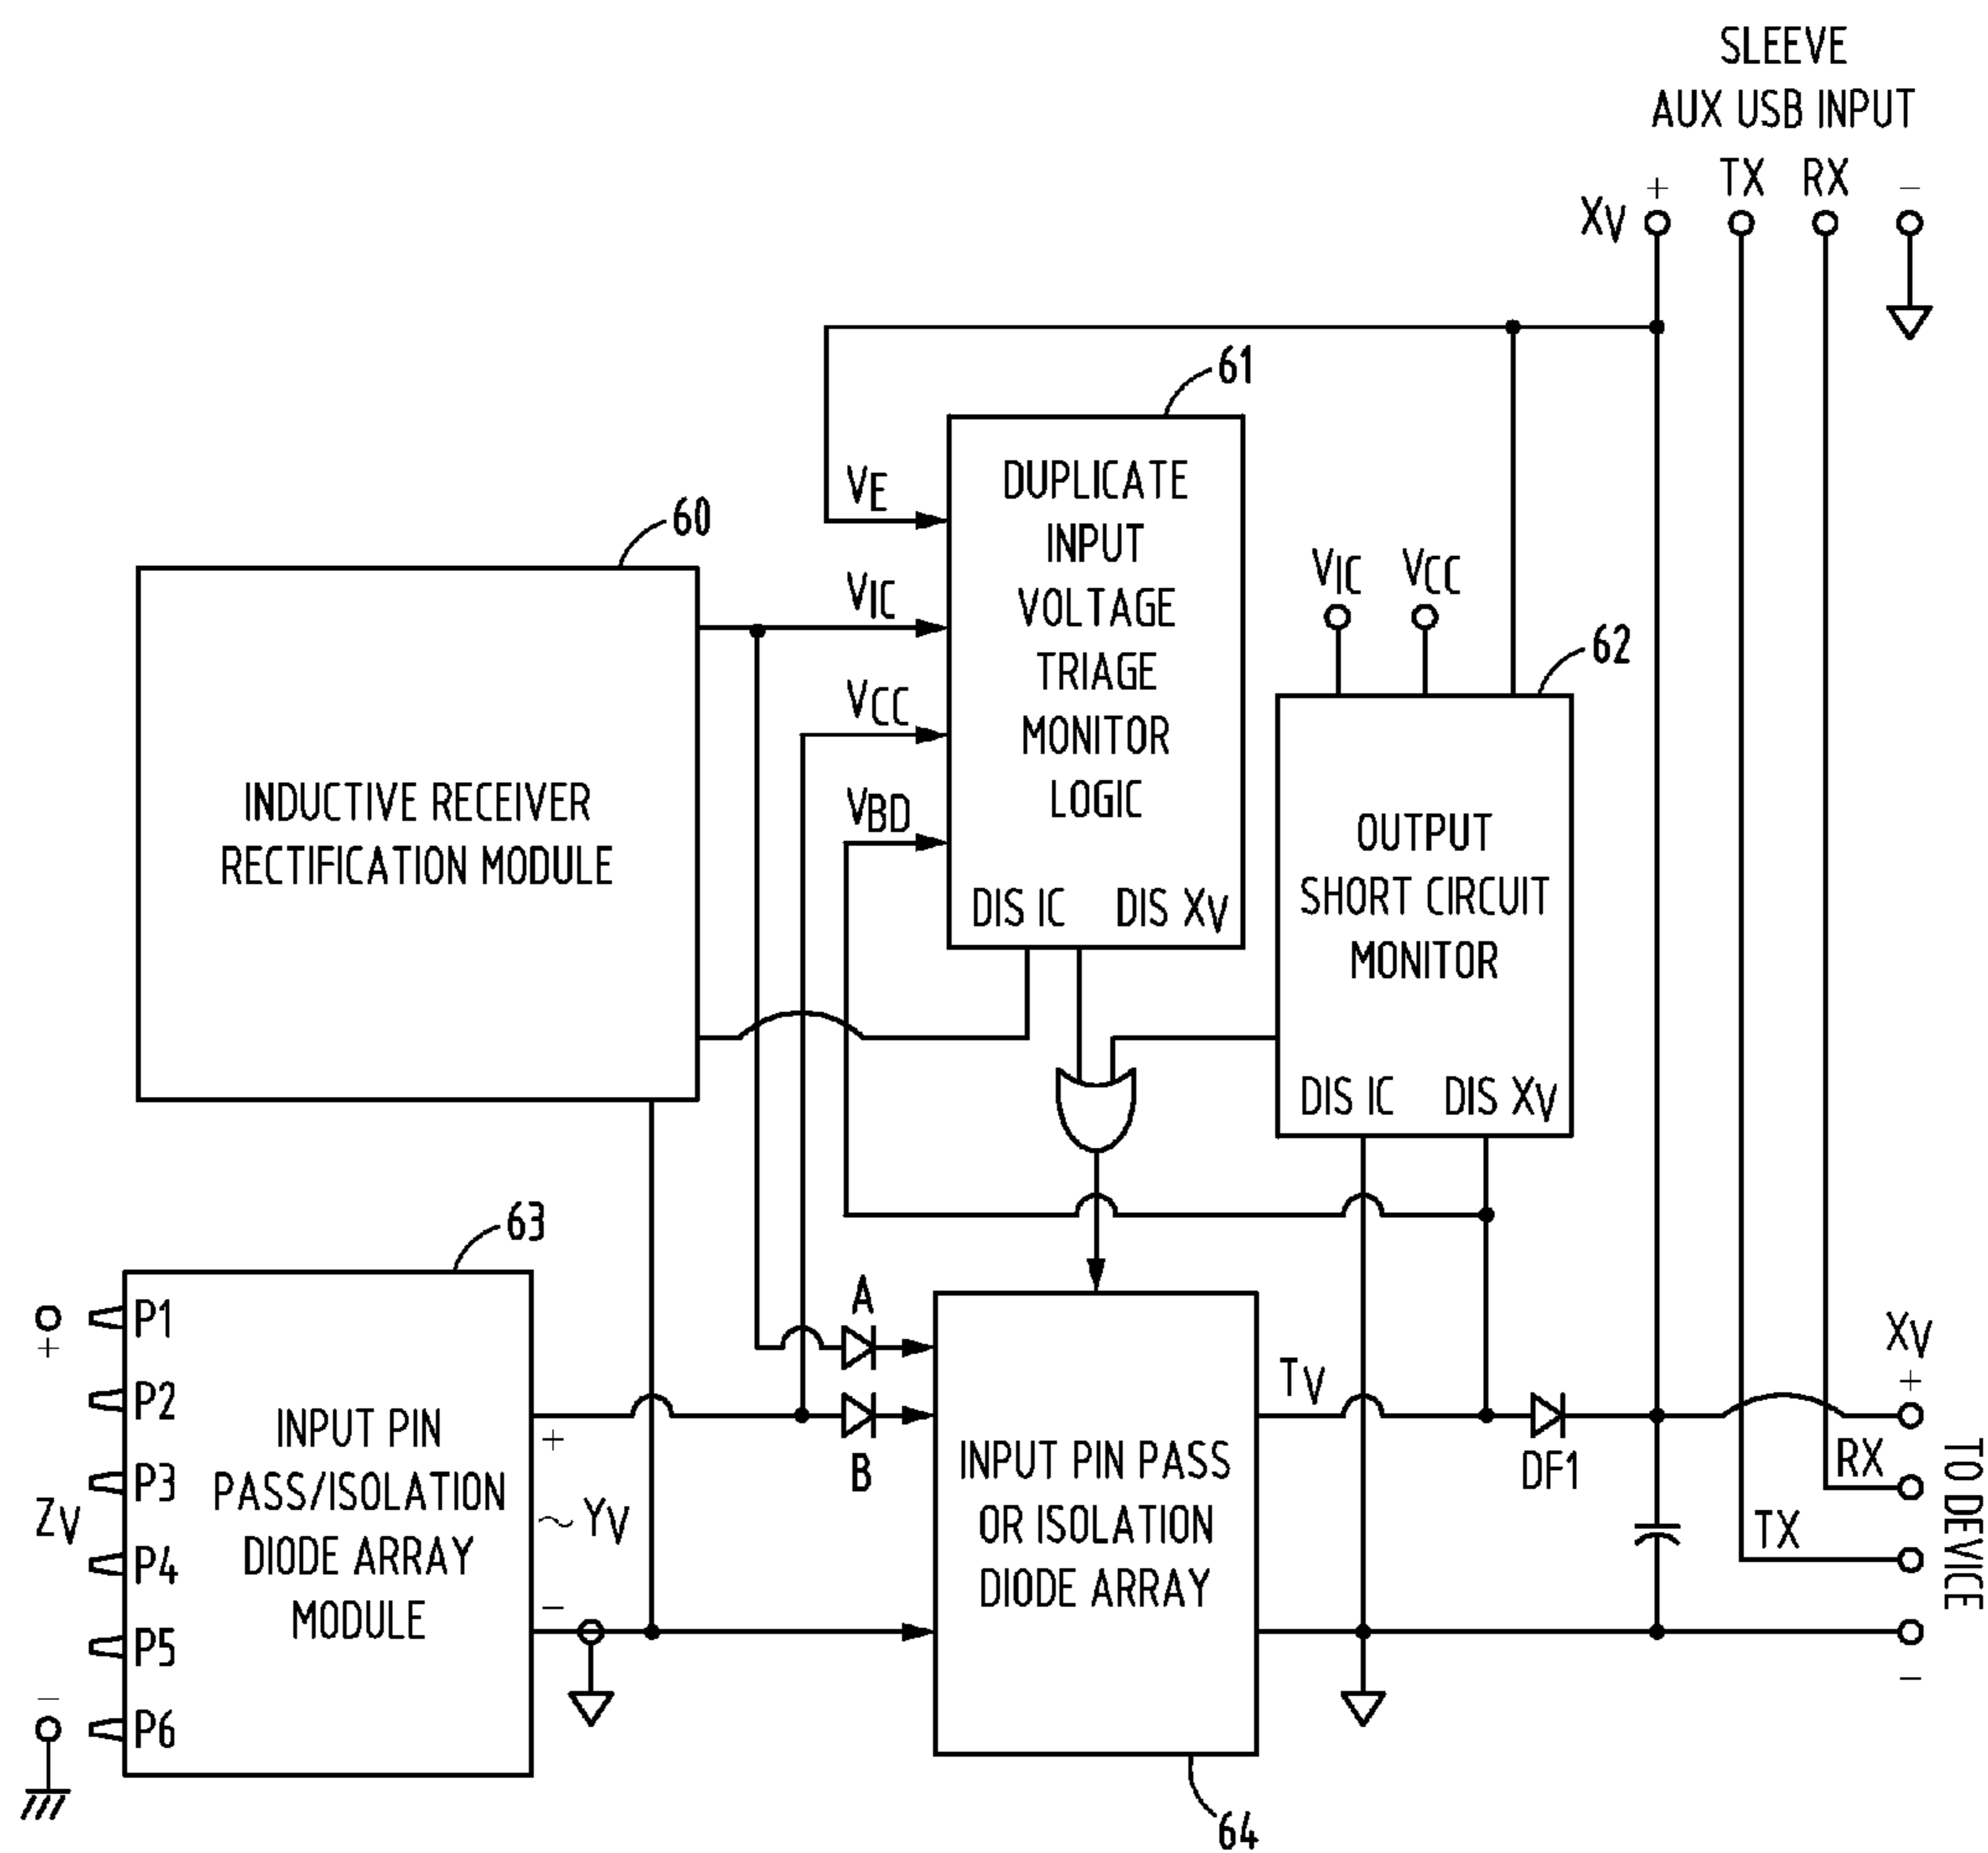 SLEEVE
AUX USB INPUT
+ TX RX −
XV
61
VE
DUPLICATE
INPUT
VOLTAGE
TRIAGE
MONITOR
LOGIC
DIS IC DIS XV
60
VIC
VCC
VBD
INDUCTIVE RECEIVER
RECTIFICATION MODULE
VIC VCC
62
OUTPUT
SHORT CIRCUIT
MONITOR
DIS IC DIS XV
63
+
P1
P2
P3
P4
P5
P6
−
ZV
INPUT PIN
PASS/ISOLATION
DIODE ARRAY
MODULE
+
~ YV
−
A
B
INPUT PIN PASS
OR ISOLATION
DIODE ARRAY
64
TV
DF1
XV
+
RX
TX
−
TO DEVICE